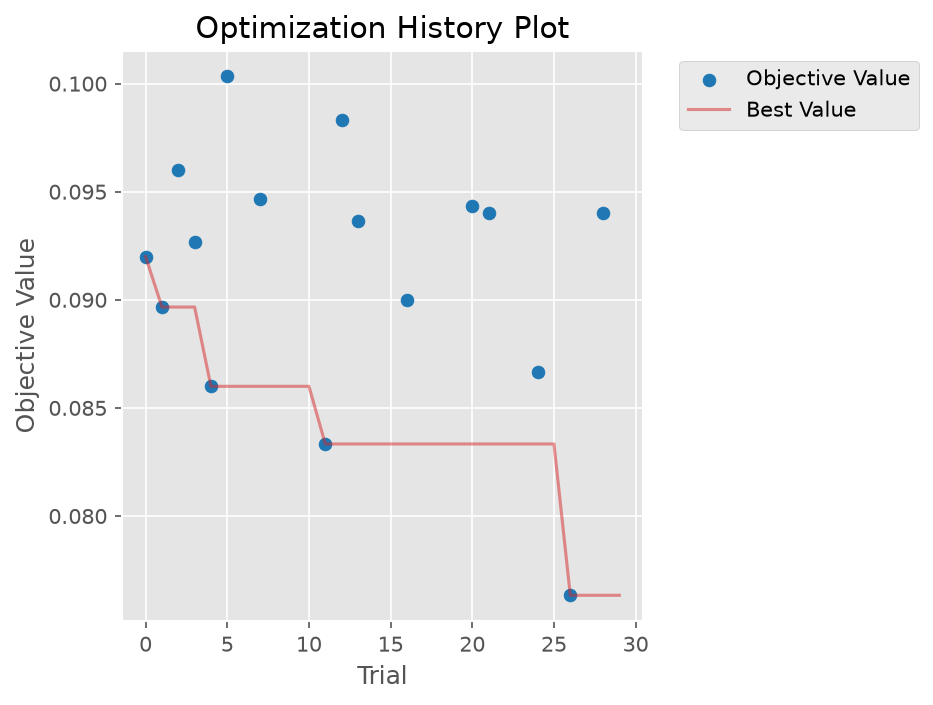 Optimization History Plot
Objective Value
Best Value
0.100
0.095
0.090
0.085
0.080
Objective Value
0
5
10
15
20
25
30
Trial